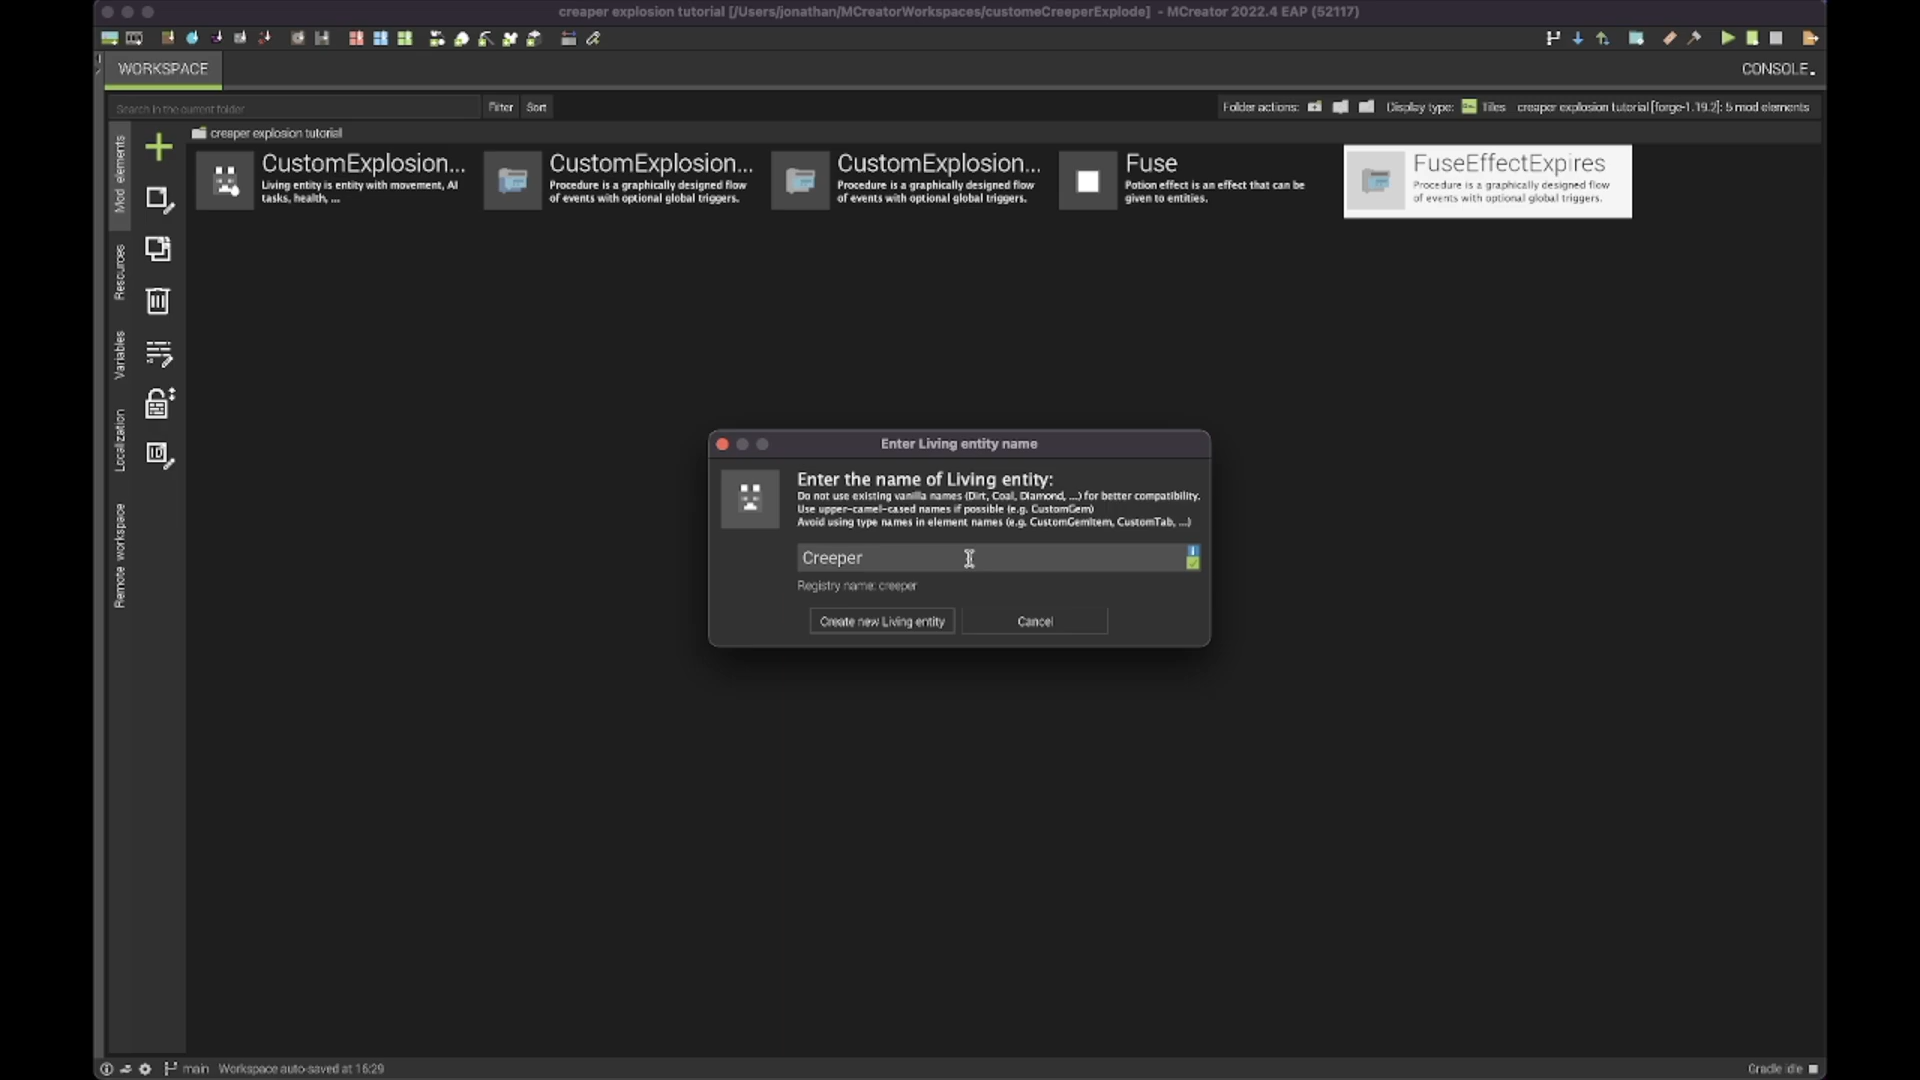 creaper explosion tutorial [/Users/jonathan/MCreatorWorkspaces/customeCreeperExplode] - MCreator 2022.4 EAP (52117)
WORKSPACE
CONSOLE
Search in the current folder
Filter
Sort
Folder actions:
Display type:
Tiles
creaper explosion tutorial [forge-1.19.2]: 5 mod elements
creaper explosion tutorial
Mod elements
Resources
Variables
Localization
Remote workspace
CustomExplosion...
Living entity is entity with movement, AI
tasks, health, ...
CustomExplosion...
Procedure is a graphically designed flow
of events with optional global triggers.
CustomExplosion...
Procedure is a graphically designed flow
of events with optional global triggers.
Fuse
Potion effect is an effect that can be
given to entities.
FuseEffectExpires
Procedure is a graphically designed flow
of events with optional global triggers.
ID
Enter Living entity name
Enter the name of Living entity:
Do not use existing vanilla names (Dirt, Coal, Diamond, ...) for better compatibility.
Use upper-camel-cased names if possible (e.g. CustomGem)
Avoid using type names in element names (e.g. CustomGemItem, CustomTab, ...)
Creeper
Registry name: creeper
Create new Living entity
Cancel
main
Workspace auto-saved at 16:29
Gradle idle